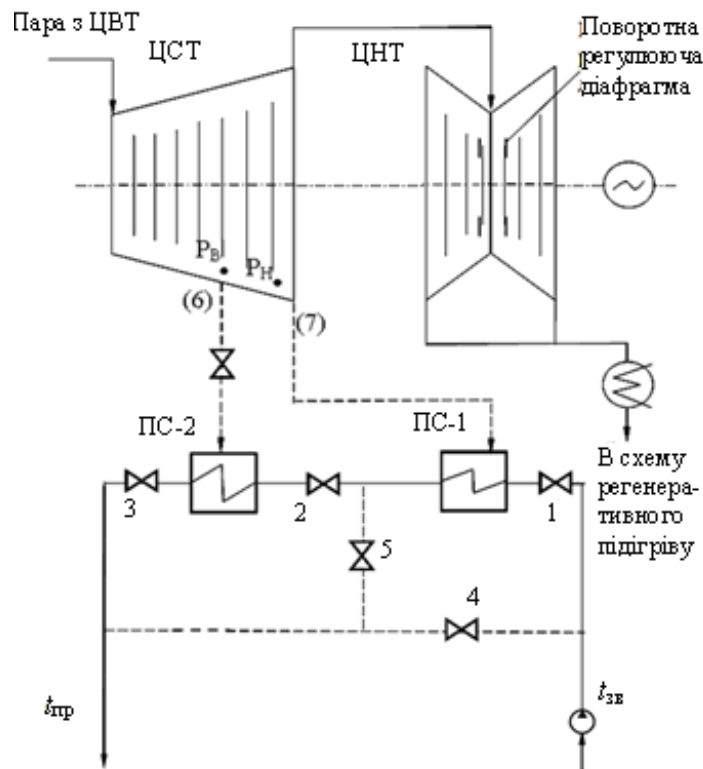 Пара з ЦВТ
ЦСТ
ЦНТ
Поворотна
регулююча
діафрагма
PВ
PН
(6)
(7)
ПС-2
ПС-1
В схему
регенера-
тивного
підігріву
3
2
1
5
4
tпр
tзв